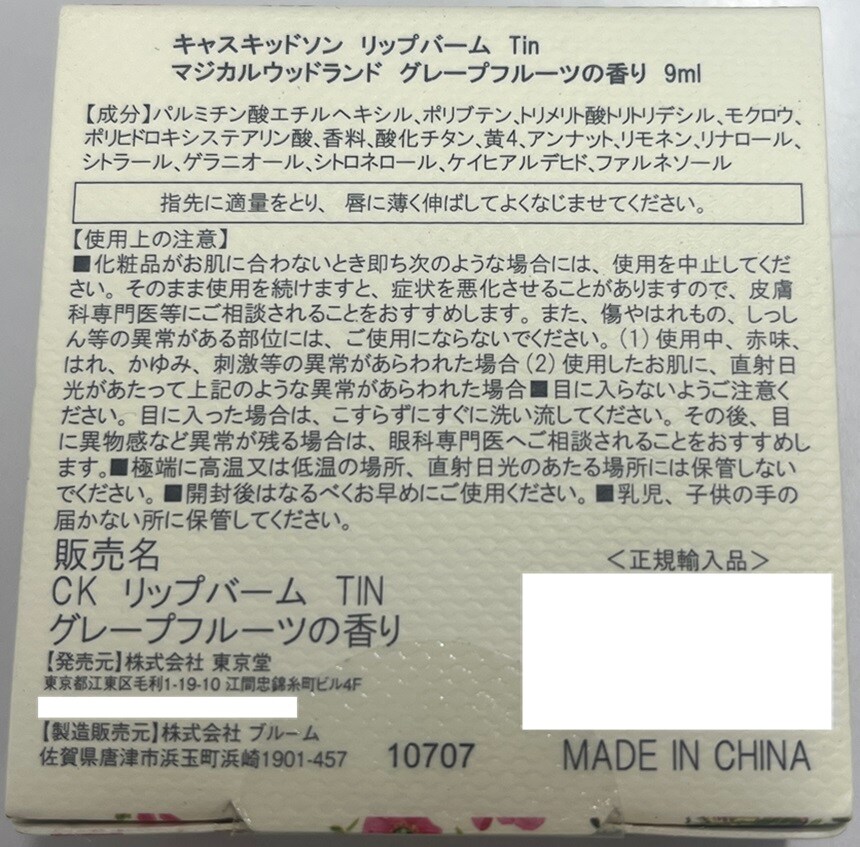 キャスキッドソン リップバーム Tin
マジカルウッドランド グレープフルーツの香り 9ml
【成分】パルミチン酸エチルヘキシル、ポリブテン、トリメリト酸トリトリデシル、モクロウ、
ポリヒドロキシステアリン酸、香料、酸化チタン、黄4、アンナット、リモネン、リナロール、
シトラール、ゲラニオール、シトロネロール、ケイヒアルデヒド、ファルネソール
指先に適量をとり、 唇に薄く伸ばしてよくなじませてください。
【使用上の注意】
■化粧品がお肌に合わないとき即ち次のような場合には、使用を中止してくだ
さい。そのまま使用を続けますと、症状を悪化させることがありますので、皮膚
科専門医等にご相談されることをおすすめします。また、傷やはれもの、しっし
ん等の異常がある部位には、ご使用にならないでください。(1)使用中、赤味、
はれ、かゆみ、刺激等の異常があらわれた場合(2)使用したお肌に、直射日
光があたって上記のような異常があらわれた場合■目に入らないようご注意く
ださい。目に入った場合は、こすらずにすぐに洗い流してください。その後、目
に異物感など異常が残る場合は、眼科専門医へご相談されることをおすすめし
ます。■極端に高温又は低温の場所、直射日光のあたる場所には保管しない
でください。■開封後はなるべくお早めにご使用ください。■乳児、子供の手の
届かない所に保管してください。
販売名
CK リップバーム TIN
グレープフルーツの香り
＜正規輸入品＞
【発売元】株式会社 東京堂
東京都江東区毛利1-19-10 江間忠錦糸町ビル4F
【製造販売元】株式会社 ブルーム
佐賀県唐津市浜玉町浜崎1901-457 10707 MADE IN CHINA